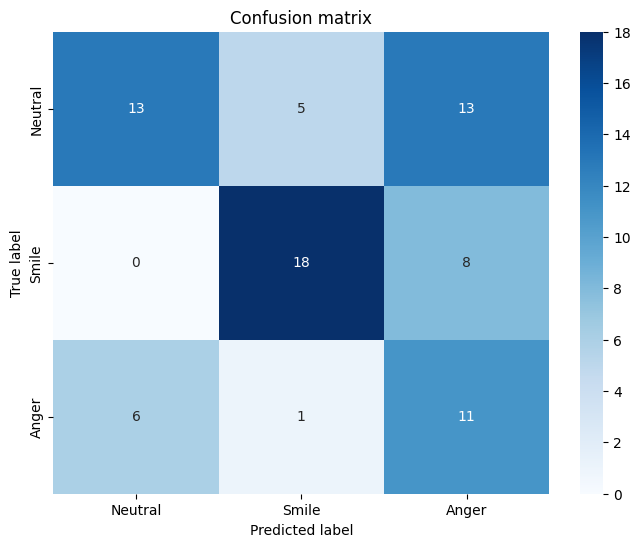 Confusion matrix
True label
Neutral
Smile
Anger
13 5 13
0 18 8
6 1 11
Neutral Smile Anger
Predicted label
18
16
14
12
10
8
6
4
2
0